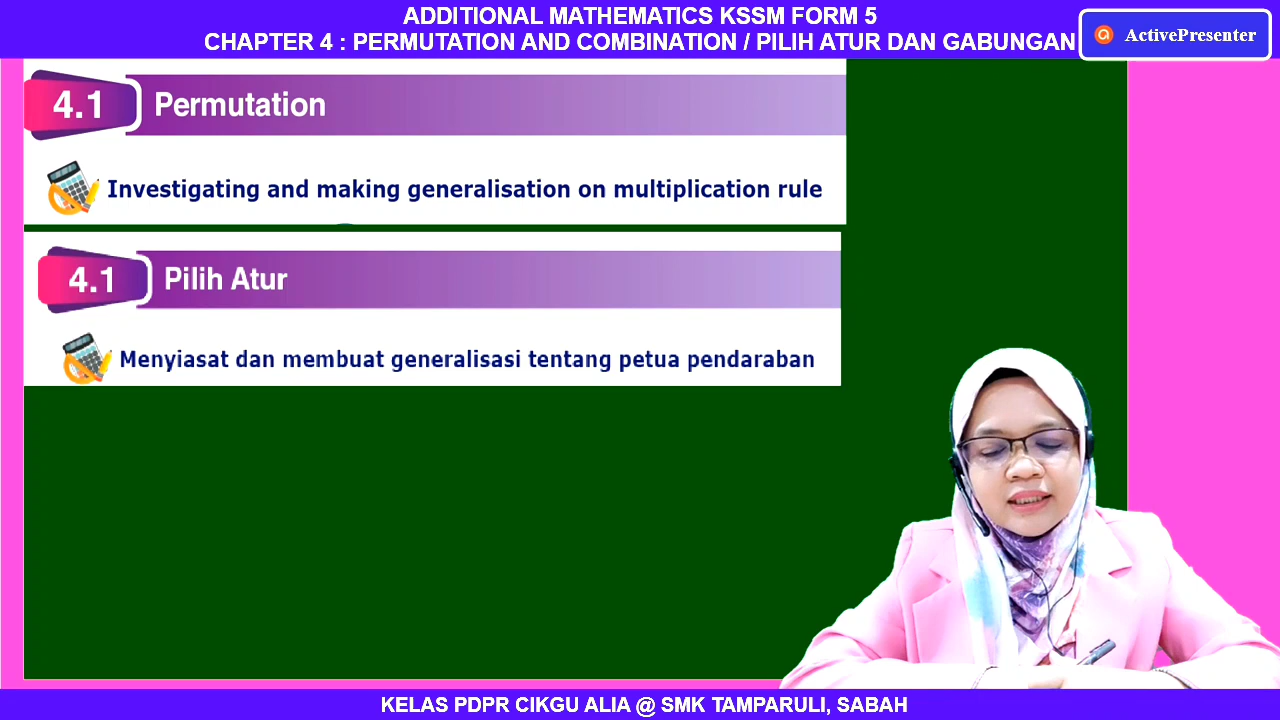 ADDITIONAL MATHEMATICS KSSM FORM 5
CHAPTER 4 : PERMUTATION AND COMBINATION / PILIH ATUR DAN GABUNGAN
ActivePresenter
4.1 Permutation
Investigating and making generalisation on multiplication rule
4.1 Pilih Atur
Menyiasat dan membuat generalisasi tentang petua pendaraban
KELAS PDPR CIKGU ALIA @ SMK TAMPARULI, SABAH